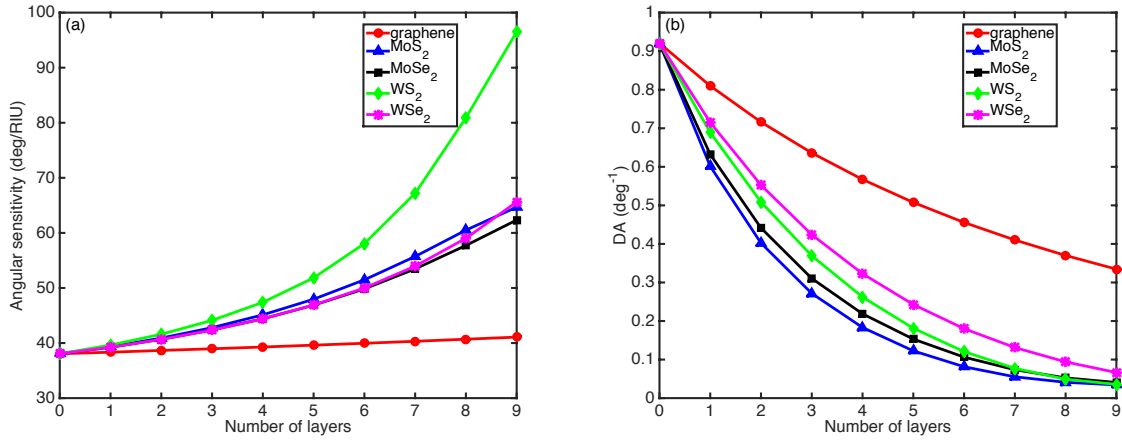 (a)
100
90
80
70
60
50
40
30
Angular sensitivity (deg/RIU)
graphene
MoS2
MoSe2
WS2
WSe2
0 1 2 3 4 5 6 7 8 9
Number of layers
(b)
1
0.9
0.8
0.7
0.6
0.5
0.4
0.3
0.2
0.1
0
DA (deg-1)
graphene
MoS2
MoSe2
WS2
WSe2
0 1 2 3 4 5 6 7 8 9
Number of layers